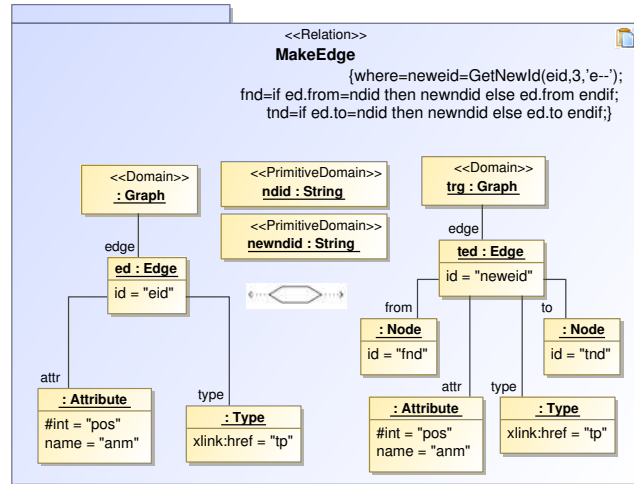 <<Relation>>
MakeEdge
{where=neweid=GetNewId(eid,3,'e--');
fnd=if ed.from=ndid then newndid else ed.from endif;
tnd=if ed.to=ndid then newndid else ed.to endif;}
<<Domain>>
: Graph
edge
ed : Edge
id = "eid"
attr
: Attribute
#int = "pos"
name = "anm"
type
: Type
xlink:href = "tp"
<<PrimitiveDomain>>
ndid : String
<<PrimitiveDomain>>
newndid : String
<<Domain>>
trg : Graph
edge
ted : Edge
id = "neweid"
from
: Node
id = "fnd"
to
: Node
id = "tnd"
attr
: Attribute
#int = "pos"
name = "anm"
type
: Type
xlink:href = "tp"